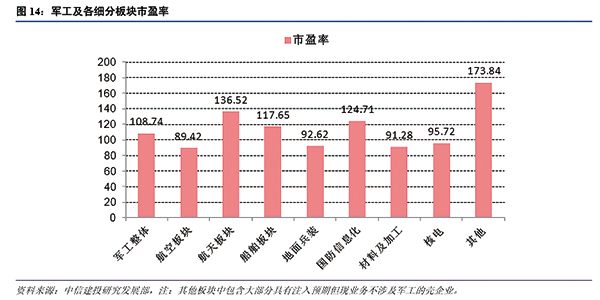 图 14：军工及各细分板块市盈率
市盈率
200
180
160
140
120
100
80
60
40
20
0
108.74
89.42
136.52
117.65
92.62
124.71
91.28
95.72
173.84
军工整体
航空板块
航天板块
船舶板块
地面兵装
国防信息化
材料及加工
核电
其他
资料来源：中信建投研究发展部，注：其他板块中包含大部分具有注入预期但现业务不涉及军工的壳企业。